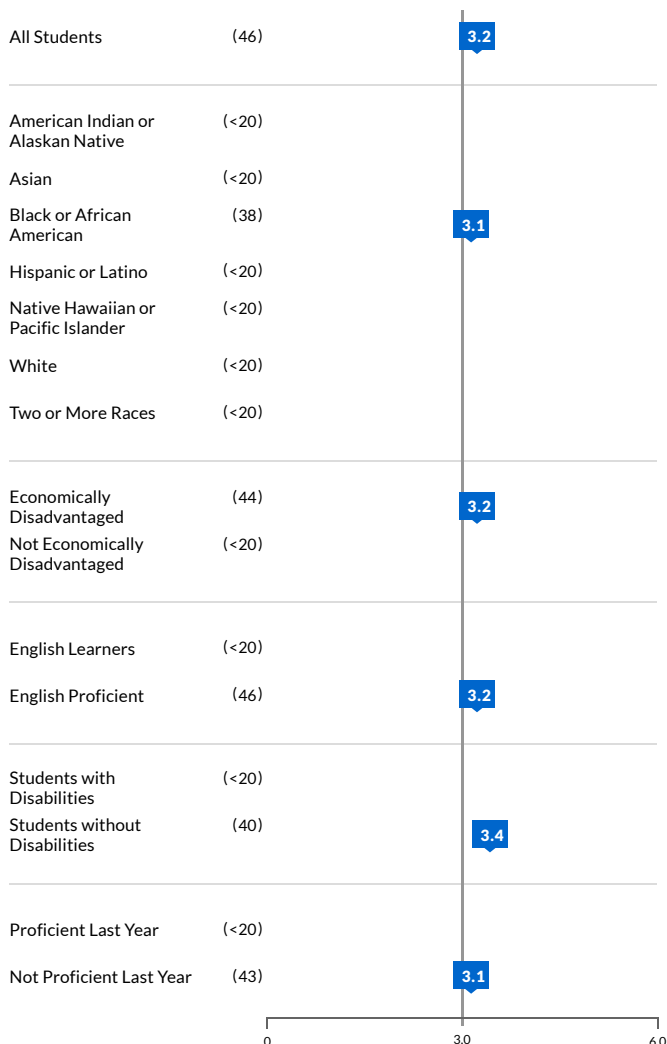 All Students (46) 3.2
American Indian or (<20)
Alaskan Native
Asian (<20)
Black or African (38) 3.1
American
Hispanic or Latino (<20)
Native Hawaiian or (<20)
Pacific Islander
White (<20)
Two or More Races (<20)
Economically (44) 3.2
Disadvantaged
Not Economically (<20)
Disadvantaged
English Learners (<20)
English Proficient (46) 3.2
Students with (<20)
Disabilities
Students without (40) 3.4
Disabilities
Proficient Last Year (<20)
Not Proficient Last Year (43) 3.1
0 3.0 6.0